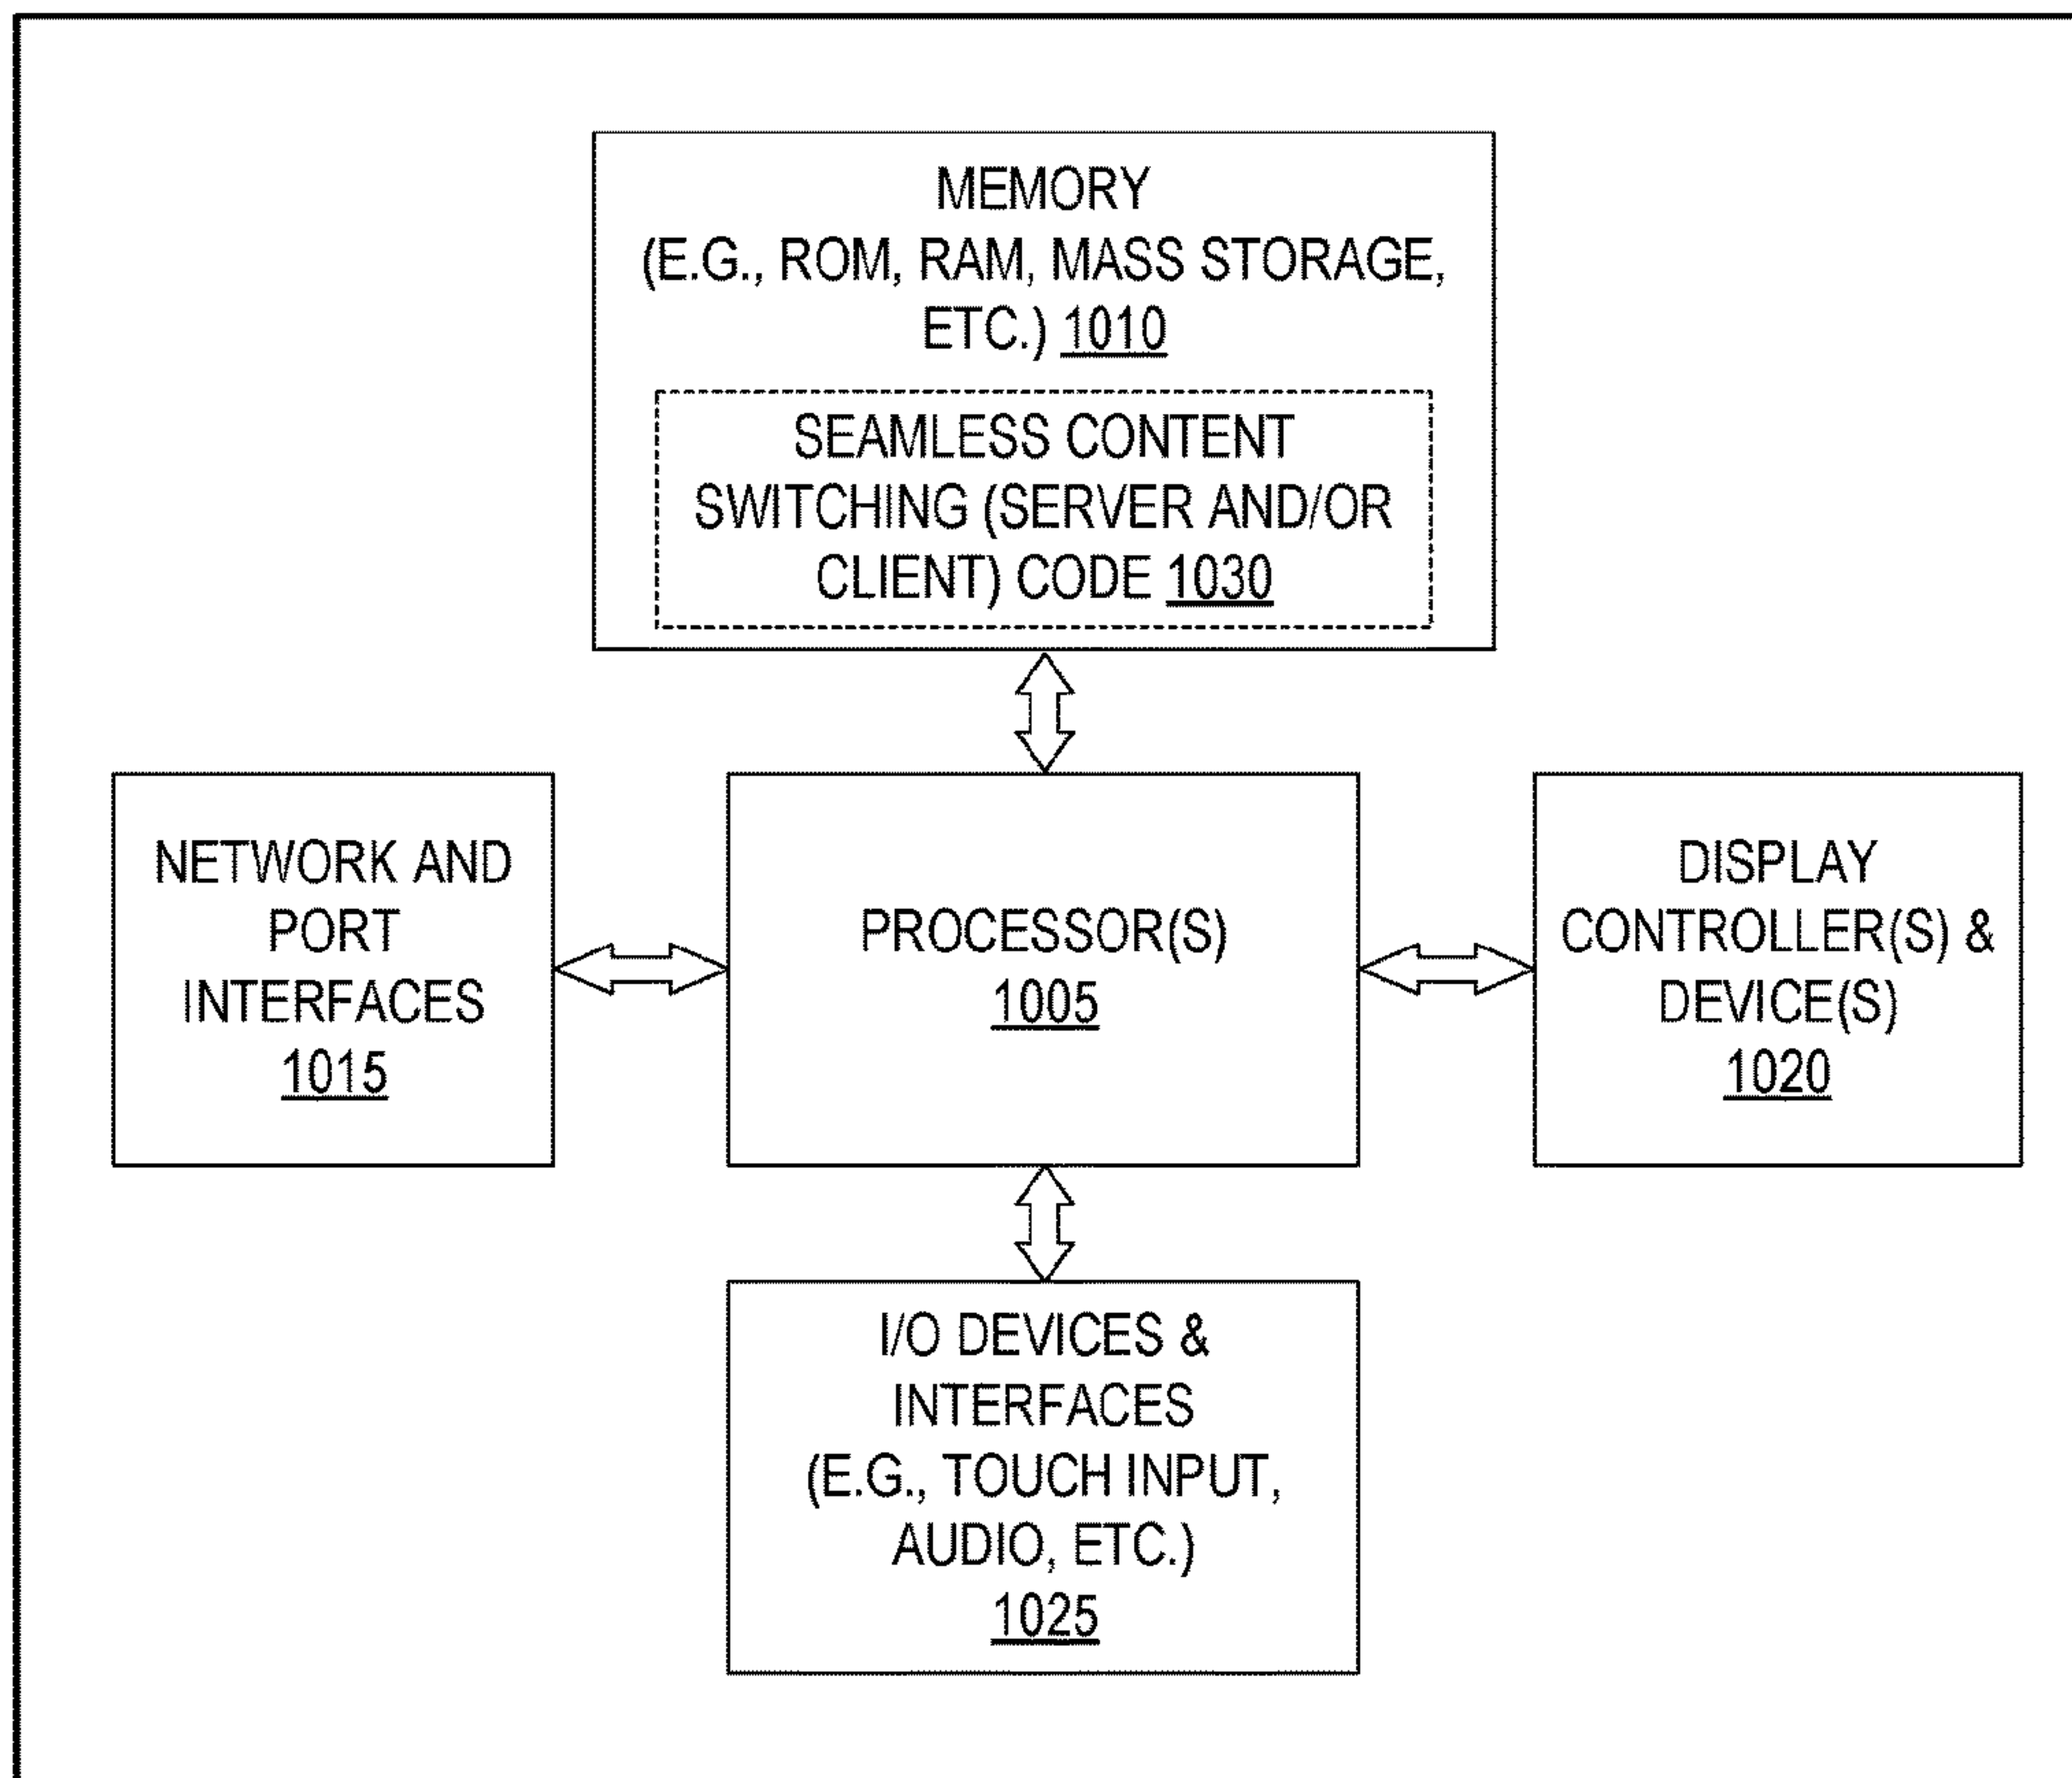 MEMORY
(E.G., ROM, RAM, MASS STORAGE,
ETC.) 1010
SEAMLESS CONTENT
SWITCHING (SERVER AND/OR
CLIENT) CODE 1030
NETWORK AND
PORT
INTERFACES
1015
PROCESSOR(S)
1005
DISPLAY
CONTROLLER(S) &
DEVICE(S)
1020
I/O DEVICES &
INTERFACES
(E.G., TOUCH INPUT,
AUDIO, ETC.)
1025